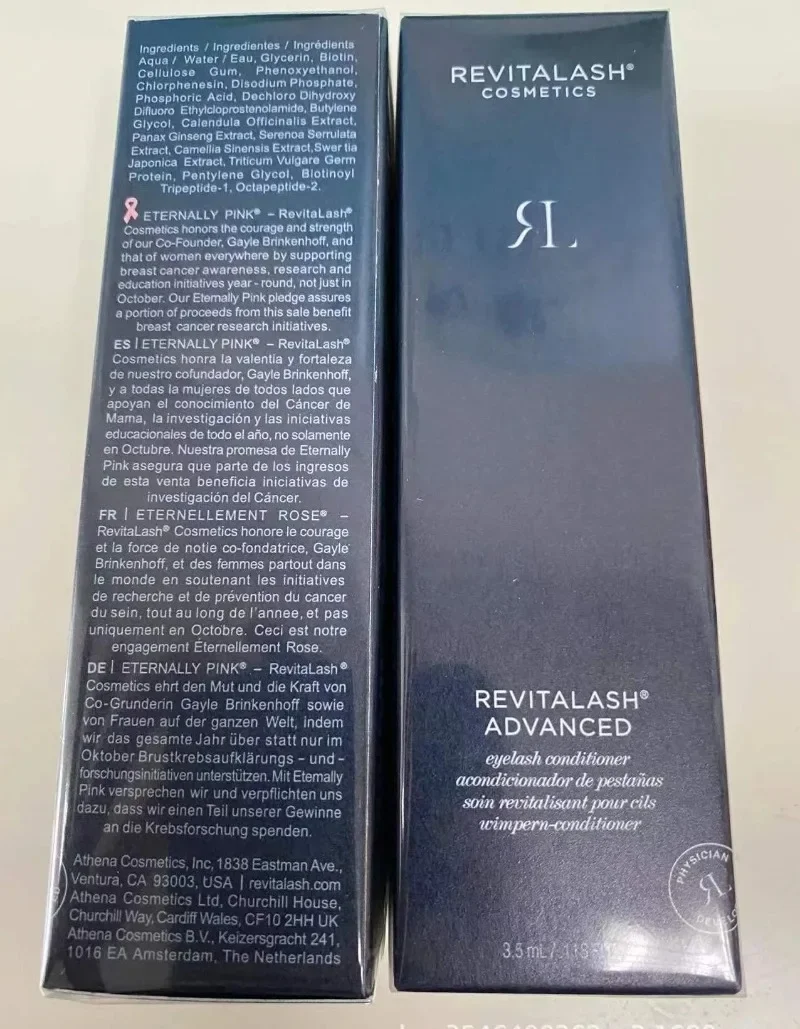 Ingredients / Ingredientes / Ingrédients
Aqua / Water / Eau, Glycerin, Biotin,
Cellulose Gum, Phenoxyethanol,
Chlorphenesin, Disodium Phosphate,
Phosphoric Acid, Dechloro Dihydroxy
Difluoro Ethylcloprostenolamide, Butylene
Glycol, Calendula Officinalis Extract,
Panax Ginseng Extract, Serenoa Serrulata
Extract, Camellia Sinensis Extract,Swer tia
Japonica Extract, Triticum Vulgare Germ
Protein, Pentylene Glycol, Biotinoyl
Tripeptide-1, Octapeptide-2.
ETERNALLY PINK® – RevitaLash®
Cosmetics honors the courage and strength
of our Co-Founder, Gayle Brinkenhoff, and
that of women everywhere by supporting
breast cancer awareness, research and
education initiatives year - round, not just in
October. Our Etemally Pink pledge assures
a portion of proceeds from this sale benefit
breast cancer research initiatives.
ES | ETERNALLY PINK® – RevitaLash®
Cosmetics honra la valentia y fortaleza
de nuestro cofundador, Gayle Brinkenhoff,
y a todas la mujeres de todos lados que
apoyan el conocimiento del Cáncer de
Mama, la investigación y las iniciativas
educacionales de todo el año, no solamente
en Octubre. Nuestra promesa de Eternally
Pink asegura que parte de los ingresos
de esta venta beneficia iniciativas de
investigación del Cáncer.
FR | ETERNELLEMENT ROSE® –
RevitaLash® Cosmetics honore le courage
et la force de notie co-fondatrice, Gayle
Brinkenhoff, et des femmes partout dans
le monde en soutenant les initiatives
de recherche et de prévention du cancer
du sein, tout au long de l'annee, et pas
uniquement en Octobre. Ceci est notre
engagement Éternellement Rose.
DE | ETERNALLY PINK® – RevitaLash®
Cosmetics ehrt den Mut und die Kraft von
Co-Grunderin Gayle Brinkenhoff sowie
von Frauen auf der ganzen Welt, indem
wir das gesamte Jahr über statt nur im
Oktober Brustkrebsaufklärungs - und -
forschungsinitiativen unterstützen. Mit Etemally
Pink versprechen wir und verpflichten uns
dazu, dass wir einen Teil unserer Gewinne
an die Krebsforschung spenden.
Athena Cosmetics, Inc, 1838 Eastman Ave.,
Ventura, CA 93003, USA | revitalash.com
Athena Cosmetics Ltd, Churchill House,
Churchill Way, Cardiff Wales, CF10 2HH UK
Athena Cosmetics B.V., Keizersgracht 241,
1016 EA Amsterdam, The Netherlands
REVITALASH®
COSMETICS
RL
REVITALASH®
ADVANCED
eyelash conditioner
acondicionador de pestañas
soin revitalisant pour cils
wimpern-conditioner
PHYSICIAN
RL
DEVELO
3.5 mL / .118